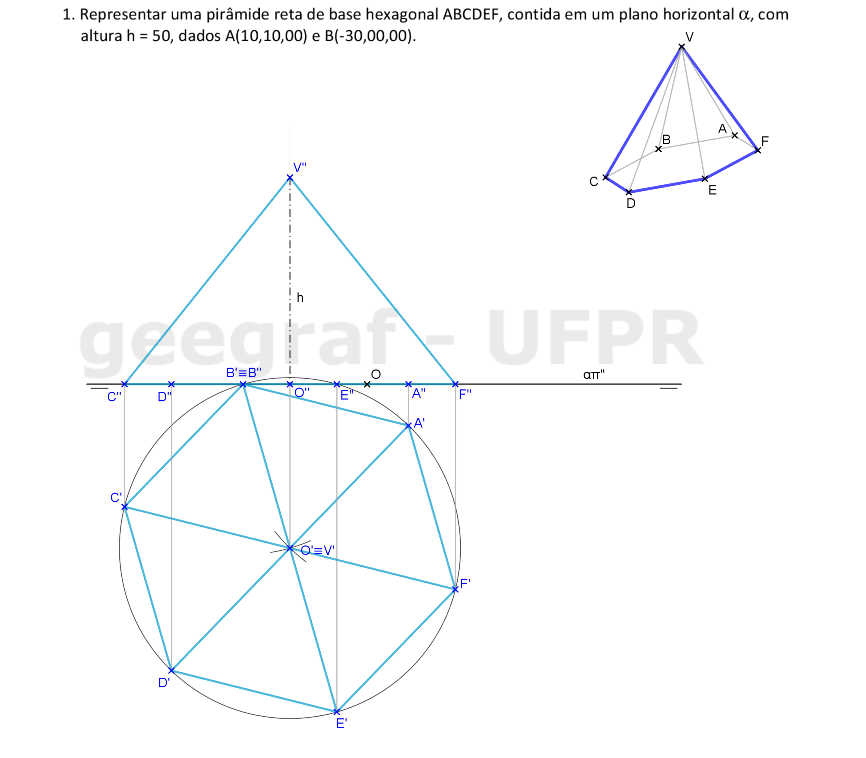 1. Representar uma pirâmide reta de base hexagonal ABCDEF, contida em um plano horizontal α, com
altura h = 50, dados A(10,10,00) e B(-30,00,00).
V
A
B
F
C
E
D
V"
h
geegraf - UFPR
B'≡B"
O
απ"
C"
D"
O"
E"
A"
F"
A'
C'
O'≡V'
F'
D'
E'